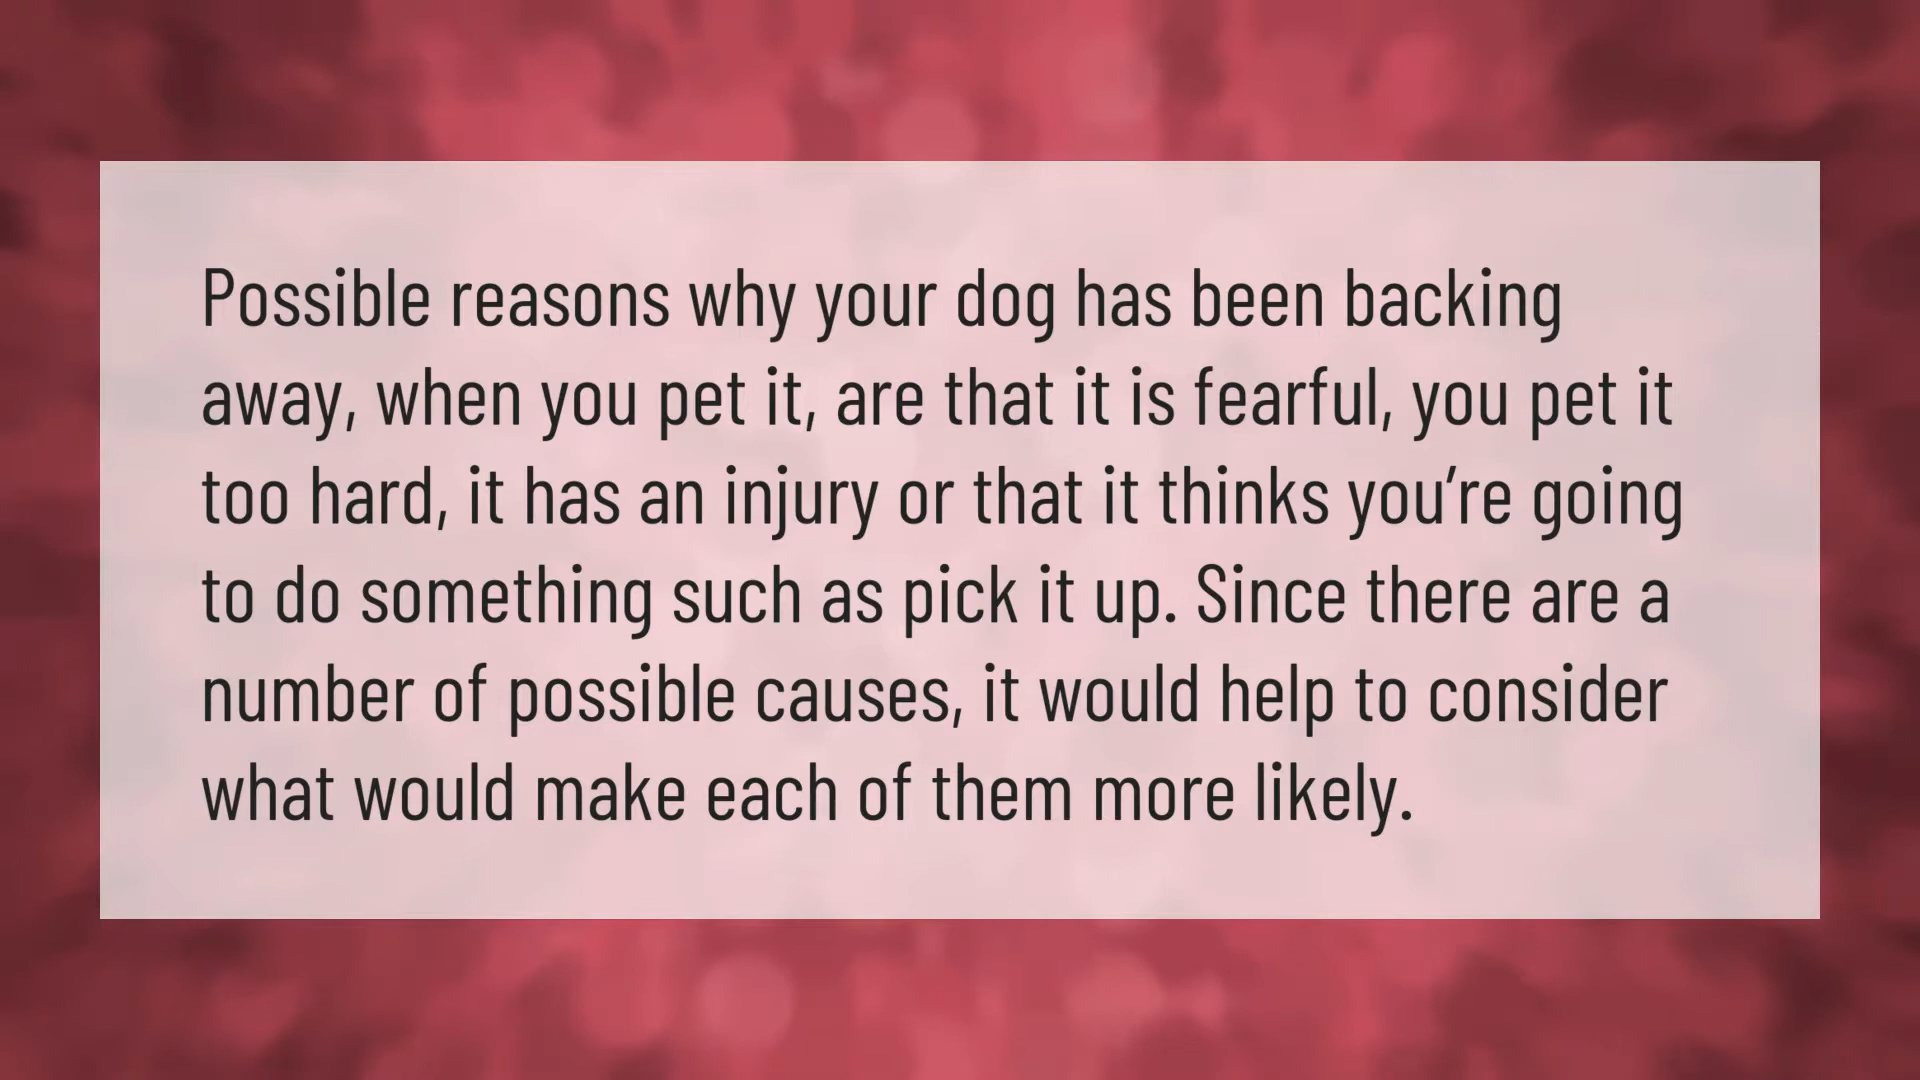 Possible reasons why your dog has been backing
away, when you pet it, are that it is fearful, you pet it
too hard, it has an injury or that it thinks you’re going
to do something such as pick it up. Since there are a
number of possible causes, it would help to consider
what would make each of them more likely.